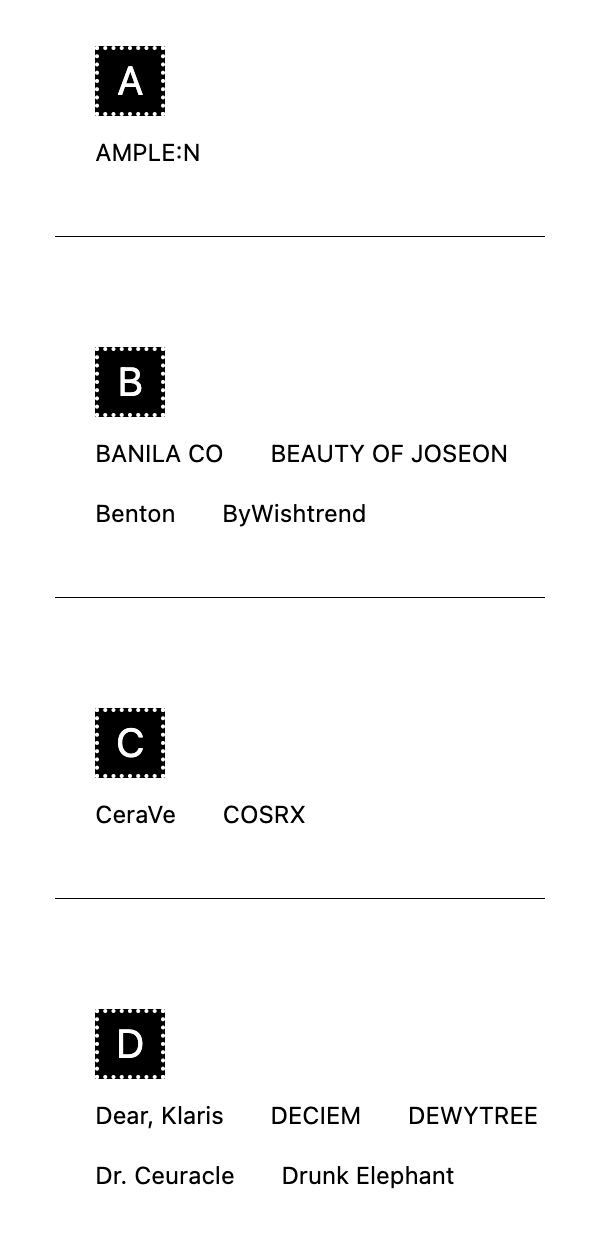 A
AMPLE:N
B
BANILA CO BEAUTY OF JOSEON
Benton ByWishtrend
C
CeraVe COSRX
D
Dear, Klaris DECIEM DEWYTREE
Dr. Ceuracle Drunk Elephant